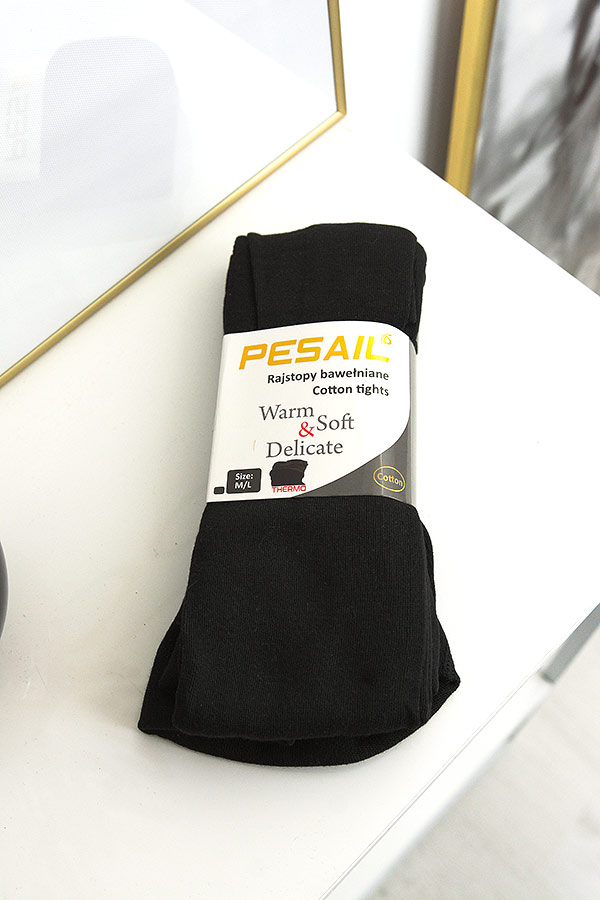 PESAIL
Rajstopy bawełniane
Cotton tights
Warm
& Soft
Delicate
Size:
M/L
THERMO
Cotton